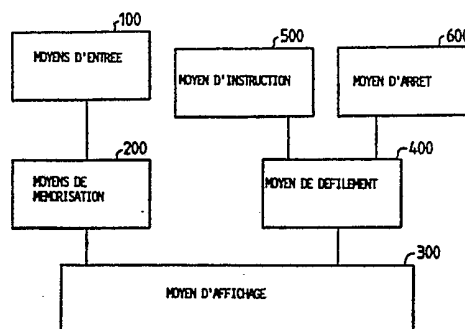 100
MOYENS D'ENTREE
500
MOYEN D'INSTRUCTION
600
MOYEN D'ARRET
200
MOYENS DE
MEMORISATION
400
MOYEN DE DEFILEMENT
300
MOYEN D'AFFICHAGE